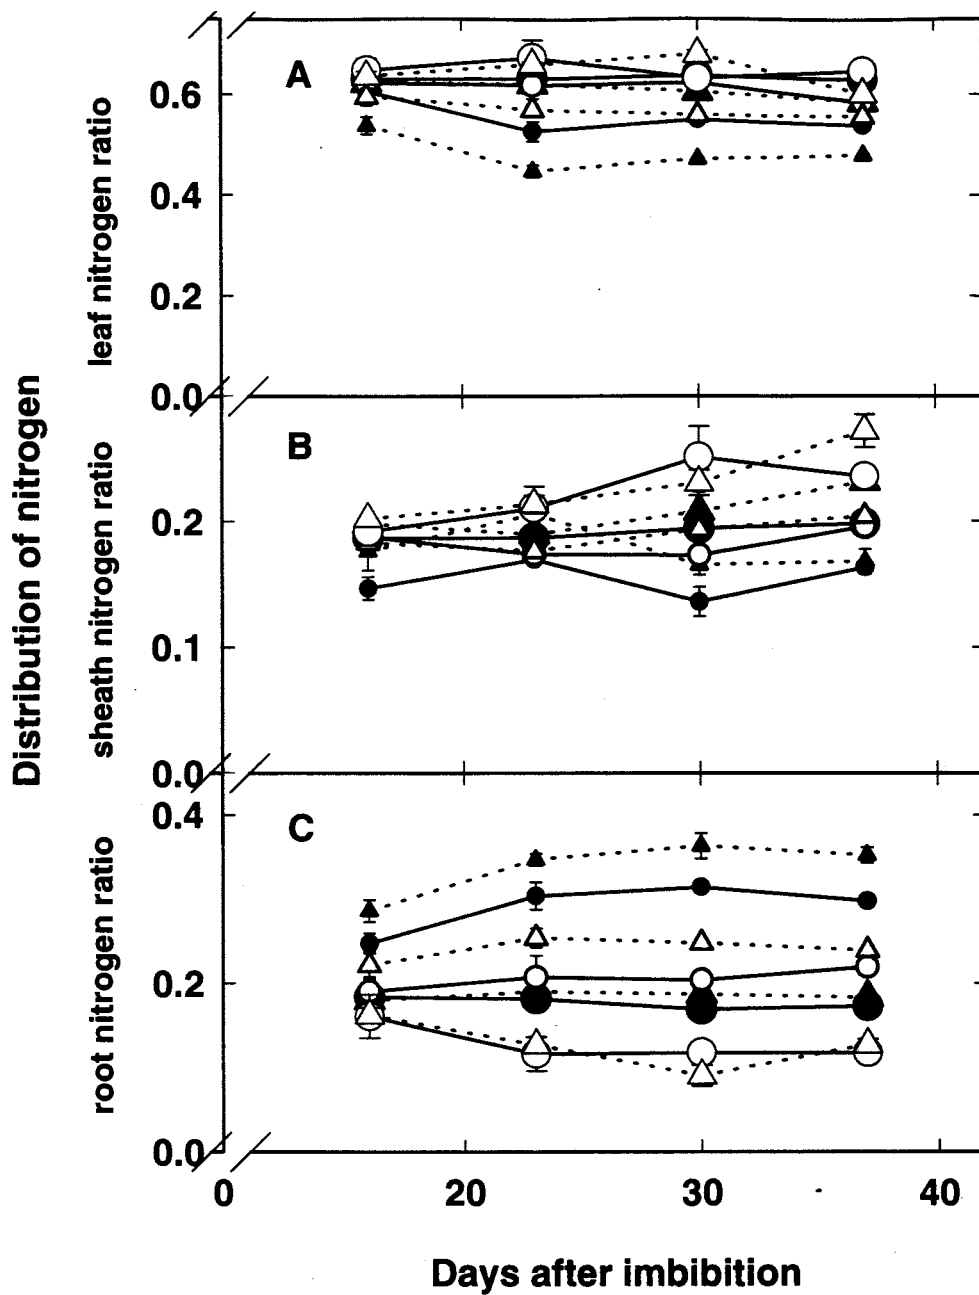 Distribution of nitrogen
leaf nitrogen ratio
A
0.6
0.4
0.2
0.0
sheath nitrogen ratio
B
0.2
0.1
0.0
root nitrogen ratio
0.4
C
0.2
0.0
0 20 30 40
Days after imbibition